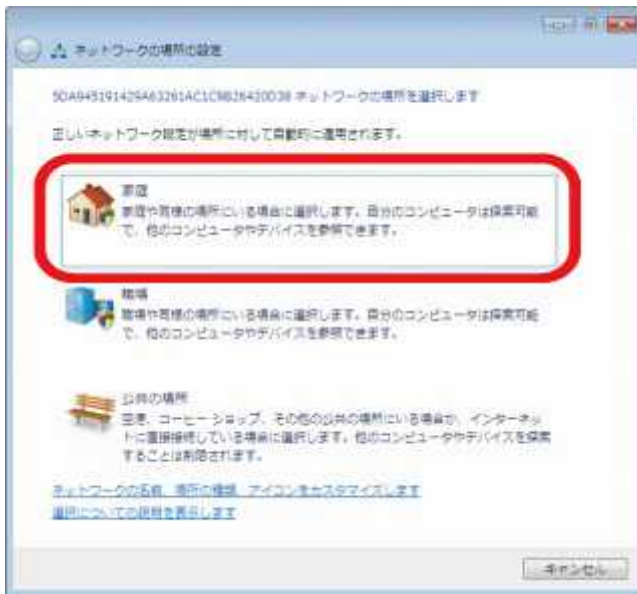 ネットワークの場所の設定
ネットワークの場所を選択します
正しいネットワーク設定が場所に対して自動的に適用されます。
家庭
家庭や同様の場所にいる場合に選択します。自分のコンピュータは探索可能
で、他のコンピュータやデバイスを参照できます。
職場
職場や同様の場所にいる場合に選択します。自分のコンピュータは探索可能
で、他のコンピュータやデバイスを参照できます。
公共の場所
空港、コーヒー ショップ、その他の公共の場所にいる場合か、インターネッ
トに直接接続している場合に選択します。他のコンピュータやデバイスを探索
することは制限されます。
ネットワークの名前、場所の種類、アイコンをカスタマイズします
選択についての説明を表示します
キャンセル